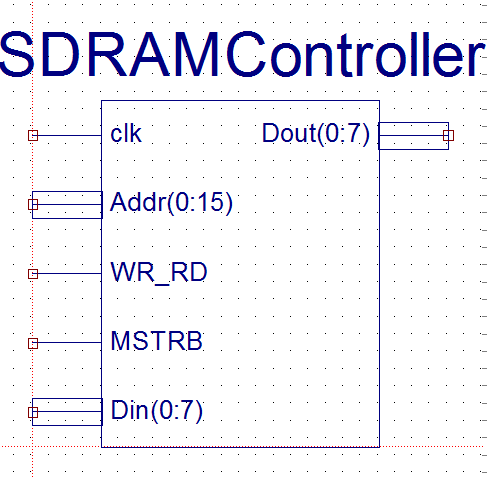 SDRAMController
clk
Dout(0:7)
Addr(0:15)
WR_RD
MSTRB
Din(0:7)